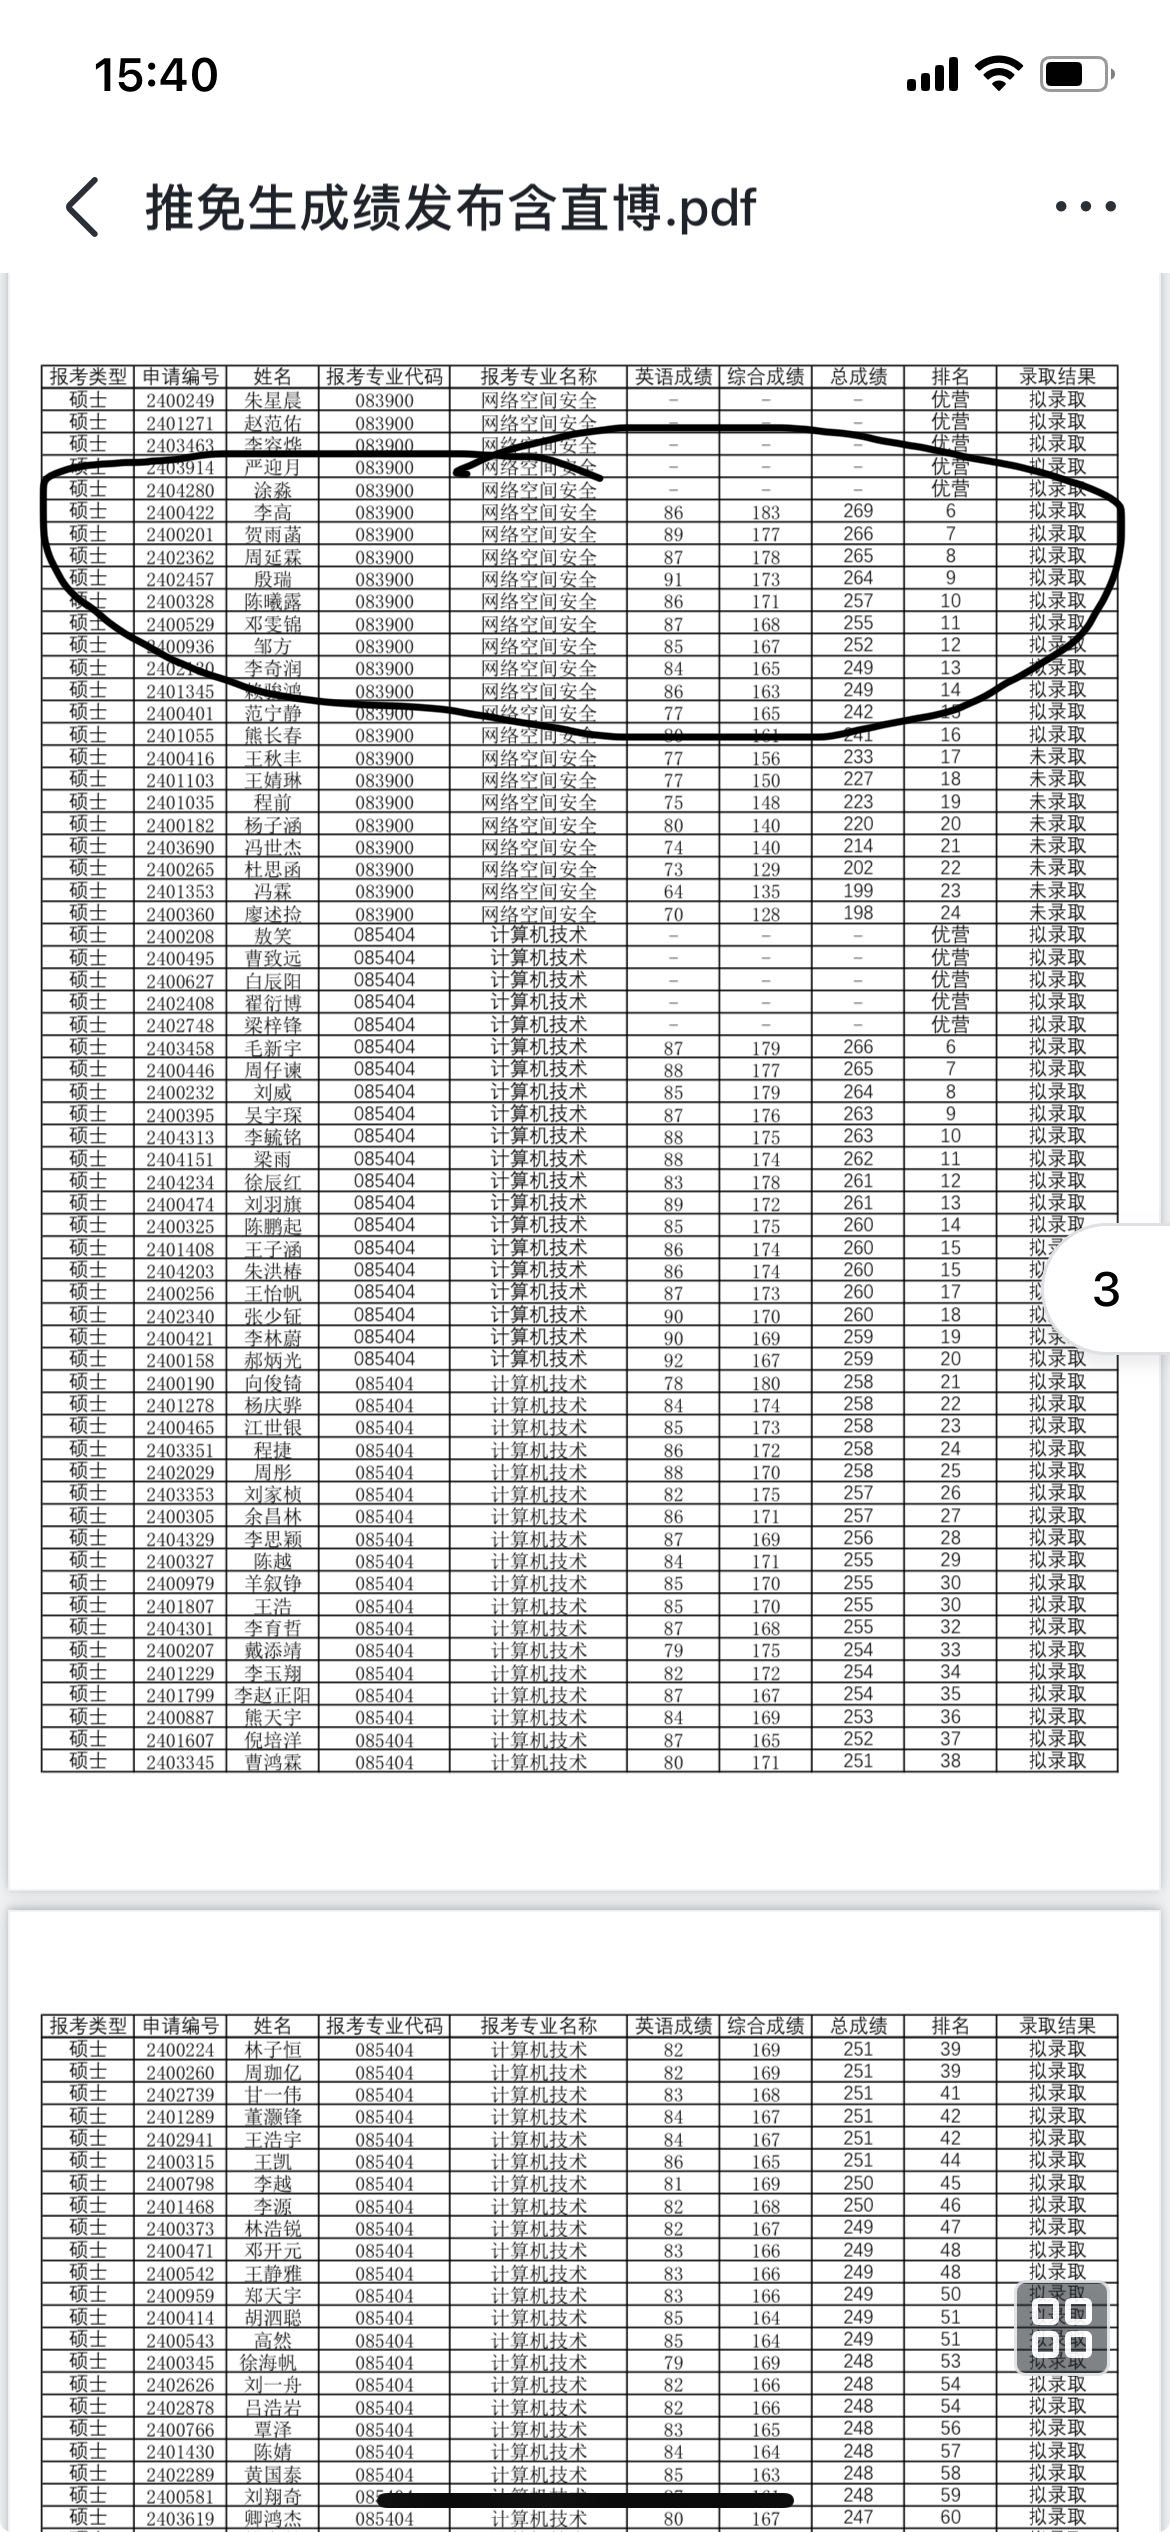 15:40
推免生成绩发布含直博.pdf
报考类型 申请编号 姓名 报考专业代码 报考专业名称 英语成绩 综合成绩 总成绩 排名 录取结果
硕士 2400249 朱星晨 083900 网络空间安全 - - - 优营 拟录取
硕士 2401271 赵范佑 083900 网络空间安全 - - - 优营 拟录取
硕士 2403463 李容烨 083900 网络空间安全 - - - 优营 拟录取
硕士 2403914 严迎月 083900 网络空间安全 - - - 优营 拟录取
硕士 2404280 涂淼 083900 网络空间安全 - - - 优营 拟录取
硕士 2400422 李高 083900 网络空间安全 86 183 269 6 拟录取
硕士 2400201 贺雨菡 083900 网络空间安全 89 177 266 7 拟录取
硕士 2402362 周延霖 083900 网络空间安全 87 178 265 8 拟录取
硕士 2402457 殷瑞 083900 网络空间安全 91 173 264 9 拟录取
硕士 2400328 陈曦露 083900 网络空间安全 86 171 257 10 拟录取
硕士 2400529 邓雯锦 083900 网络空间安全 87 168 255 11 拟录取
硕士 2400936 邹方 083900 网络空间安全 85 167 252 12 拟录取
硕士 李奇润 083900 网络空间安全 84 165 249 13 拟录取
硕士 2401345 赖骏鸿 083900 网络空间安全 86 163 249 14 拟录取
硕士 2400401 范宁静 083900 网络空间安全 77 165 242 15 拟录取
硕士 2401055 熊长春 083900 网络空间安全 80 161 241 16 拟录取
硕士 2400416 王秋丰 083900 网络空间安全 77 156 233 17 未录取
硕士 2401103 王婧琳 083900 网络空间安全 77 150 227 18 未录取
硕士 2401035 程前 083900 网络空间安全 75 148 223 19 未录取
硕士 2400182 杨子涵 083900 网络空间安全 80 140 220 20 未录取
硕士 2403690 冯世杰 083900 网络空间安全 74 140 214 21 未录取
硕士 2400265 杜思函 083900 网络空间安全 73 129 202 22 未录取
硕士 2401353 冯霖 083900 网络空间安全 64 135 199 23 未录取
硕士 2400360 廖述捡 083900 网络空间安全 70 128 198 24 未录取
硕士 2400208 敖笑 085404 计算机技术 - - - 优营 拟录取
硕士 2400495 曹致远 085404 计算机技术 - - - 优营 拟录取
硕士 2400627 白辰阳 085404 计算机技术 - - - 优营 拟录取
硕士 2402408 翟衍博 085404 计算机技术 - - - 优营 拟录取
硕士 2402748 梁梓锋 085404 计算机技术 - - - 优营 拟录取
硕士 2403458 毛新宇 085404 计算机技术 87 179 266 6 拟录取
硕士 2400446 周仔谏 085404 计算机技术 88 177 265 7 拟录取
硕士 2400232 刘威 085404 计算机技术 85 179 264 8 拟录取
硕士 2400395 吴宇琛 085404 计算机技术 87 176 263 9 拟录取
硕士 2404313 李毓铭 085404 计算机技术 88 175 263 10 拟录取
硕士 2404151 梁雨 085404 计算机技术 88 174 262 11 拟录取
硕士 2404234 徐辰红 085404 计算机技术 83 178 261 12 拟录取
硕士 2400474 刘羽旗 085404 计算机技术 89 172 261 13 拟录取
硕士 2400325 陈鹏起 085404 计算机技术 85 175 260 14 拟录取
硕士 2401408 王子涵 085404 计算机技术 86 174 260 15 拟录
硕士 2404203 朱洪椿 085404 计算机技术 86 174 260 15 拟
3
硕士 2400256 王怡帆 085404 计算机技术 87 173 260 17 拟
硕士 2402340 张少钲 085404 计算机技术 90 170 260 18 拟
硕士 2400421 李林蔚 085404 计算机技术 90 169 259 19 拟录
硕士 2400158 郝炳光 085404 计算机技术 92 167 259 20 拟录取
硕士 2400190 向俊锜 085404 计算机技术 78 180 258 21 拟录取
硕士 2401278 杨庆骅 085404 计算机技术 84 174 258 22 拟录取
硕士 2400465 江世银 085404 计算机技术 85 173 258 23 拟录取
硕士 2403351 程捷 085404 计算机技术 86 172 258 24 拟录取
硕士 2402029 周彤 085404 计算机技术 88 170 258 25 拟录取
硕士 2403353 刘家桢 085404 计算机技术 82 175 257 26 拟录取
硕士 2400305 余昌林 085404 计算机技术 86 171 257 27 拟录取
硕士 2404329 李思颖 085404 计算机技术 87 169 256 28 拟录取
硕士 2400327 陈越 085404 计算机技术 84 171 255 29 拟录取
硕士 2400979 羊叙铮 085404 计算机技术 85 170 255 30 拟录取
硕士 2401807 王浩 085404 计算机技术 85 170 255 30 拟录取
硕士 2404301 李育哲 085404 计算机技术 87 168 255 32 拟录取
硕士 2400207 戴添靖 085404 计算机技术 79 175 254 33 拟录取
硕士 2401229 李玉翔 085404 计算机技术 82 172 254 34 拟录取
硕士 2401799 李赵正阳 085404 计算机技术 87 167 254 35 拟录取
硕士 2400887 熊天宇 085404 计算机技术 84 169 253 36 拟录取
硕士 2401607 倪培洋 085404 计算机技术 87 165 252 37 拟录取
硕士 2403345 曹鸿霖 085404 计算机技术 80 171 251 38 拟录取
报考类型 申请编号 姓名 报考专业代码 报考专业名称 英语成绩 综合成绩 总成绩 排名 录取结果
硕士 2400224 林子恒 085404 计算机技术 82 169 251 39 拟录取
硕士 2400260 周珈亿 085404 计算机技术 82 169 251 39 拟录取
硕士 2402739 甘一伟 085404 计算机技术 83 168 251 41 拟录取
硕士 2401289 董灏锋 085404 计算机技术 84 167 251 42 拟录取
硕士 2402941 王浩宇 085404 计算机技术 84 167 251 42 拟录取
硕士 2400315 王凯 085404 计算机技术 86 165 251 44 拟录取
硕士 2400798 李越 085404 计算机技术 81 169 250 45 拟录取
硕士 2401468 李源 085404 计算机技术 82 168 250 46 拟录取
硕士 2400373 林浩锐 085404 计算机技术 82 167 249 47 拟录取
硕士 2400471 邓开元 085404 计算机技术 83 166 249 48 拟录取
硕士 2400542 王静雅 085404 计算机技术 83 166 249 48 拟录取
硕士 2400959 郑天宇 085404 计算机技术 83 166 249 50 拟录取
硕士 2400414 胡泗聪 085404 计算机技术 85 164 249 51
硕士 2400543 高然 085404 计算机技术 85 164 249 51
硕士 2400345 徐海帆 085404 计算机技术 79 169 248 53 拟录取
硕士 2402626 刘一舟 085404 计算机技术 82 166 248 54 拟录取
硕士 2402878 吕浩岩 085404 计算机技术 82 166 248 54 拟录取
硕士 2400766 覃泽 085404 计算机技术 83 165 248 56 拟录取
硕士 2401430 陈婧 085404 计算机技术 84 164 248 57 拟录取
硕士 2402289 黄国泰 085404 计算机技术 85 163 248 58 拟录取
硕士 2400581 刘翔奇 248 59 拟录取
硕士 2403619 卿鸿杰 085404 计算机技术 80 167 247 60 拟录取